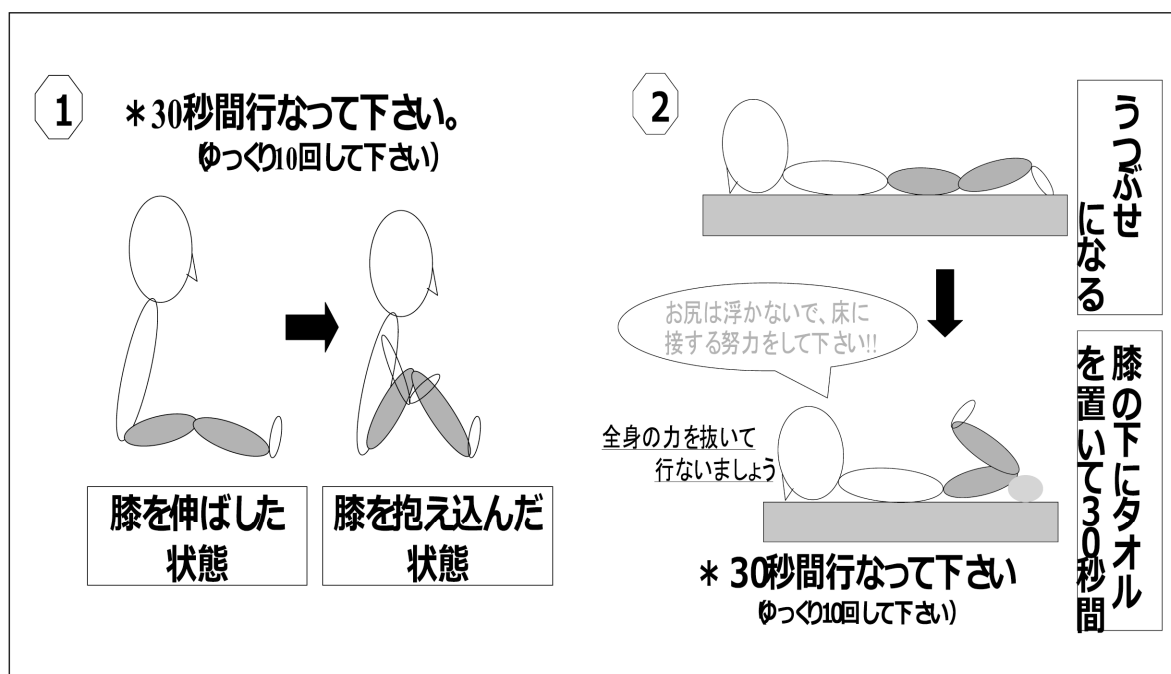 1
＊30秒間行なって下さい。
(ゆっくり10回して下さい)
膝を伸ばした
状態
膝を抱え込んだ
状態
2
うつぶせ
になる
お尻は浮かないで、床に
接する努力をして下さい!!
膝の下にタオル
を置いて30秒間
全身の力を抜いて
行ないましょう
＊30秒間行なって下さい
(ゆっくり10回して下さい)